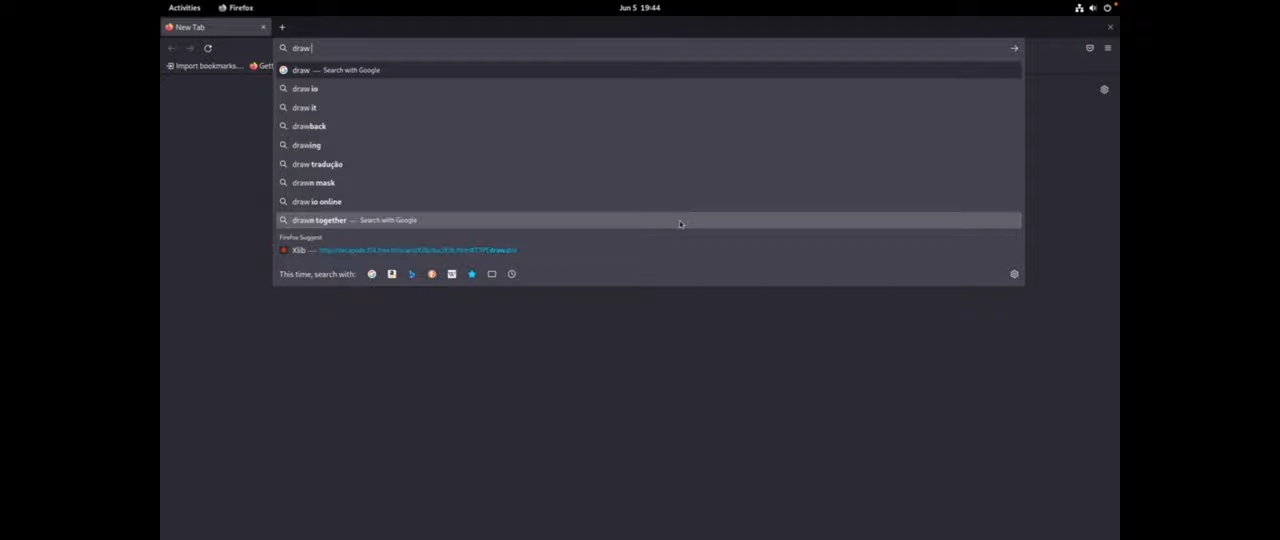 Activities Firefox Jun 5 19:44
New Tab
draw
Import bookmarks... Gett
draw — Search with Google
draw io
draw it
drawback
drawing
draw tradução
drawn mask
draw io online
drawn together — Search with Google
Firefox Suggest
Xlib —
This time, search with: